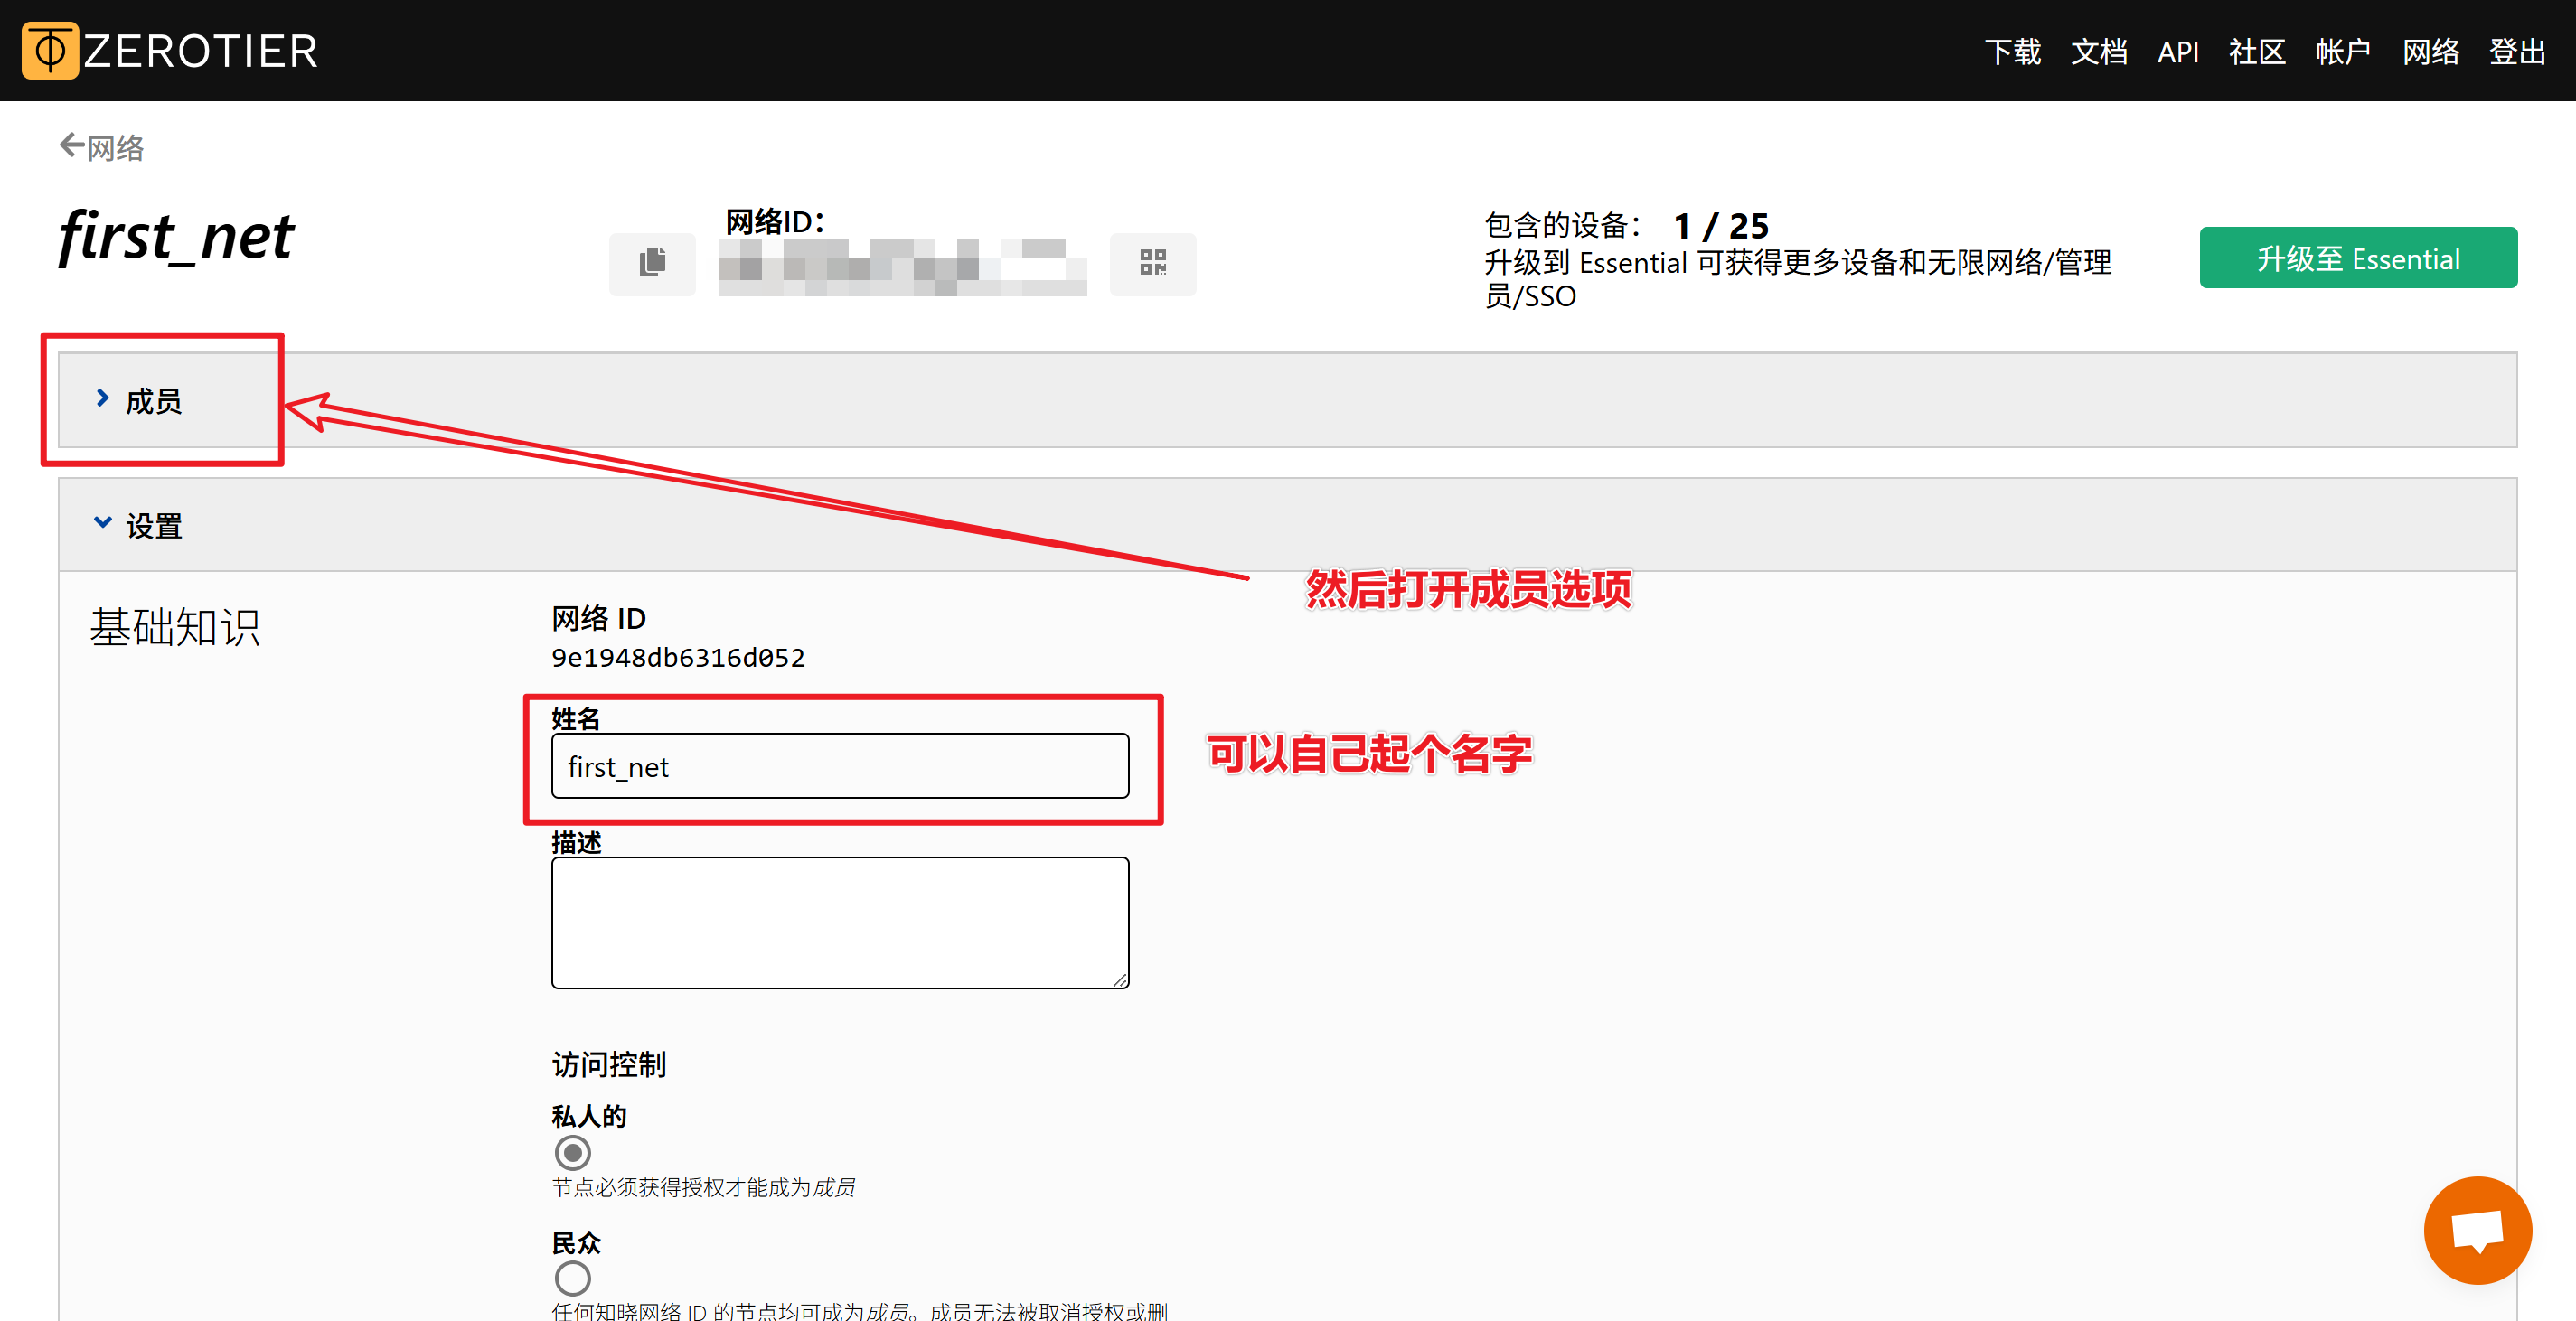 ZEROTIER
下载 文档 API 社区 帐户 网络 登出
网络
first_net
网络ID：
包含的设备： 1 / 25
升级到 Essential 可获得更多设备和无限网络/管理
员/SSO
升级至 Essential
成员
设置
然后打开成员选项
基础知识
网络 ID
9e1948db6316d052
姓名
first_net
可以自己起个名字
描述
访问控制
私人的
节点必须获得授权才能成为成员
民众
任何知晓网络 ID 的节点均可成为成员。成员无法被取消授权或删